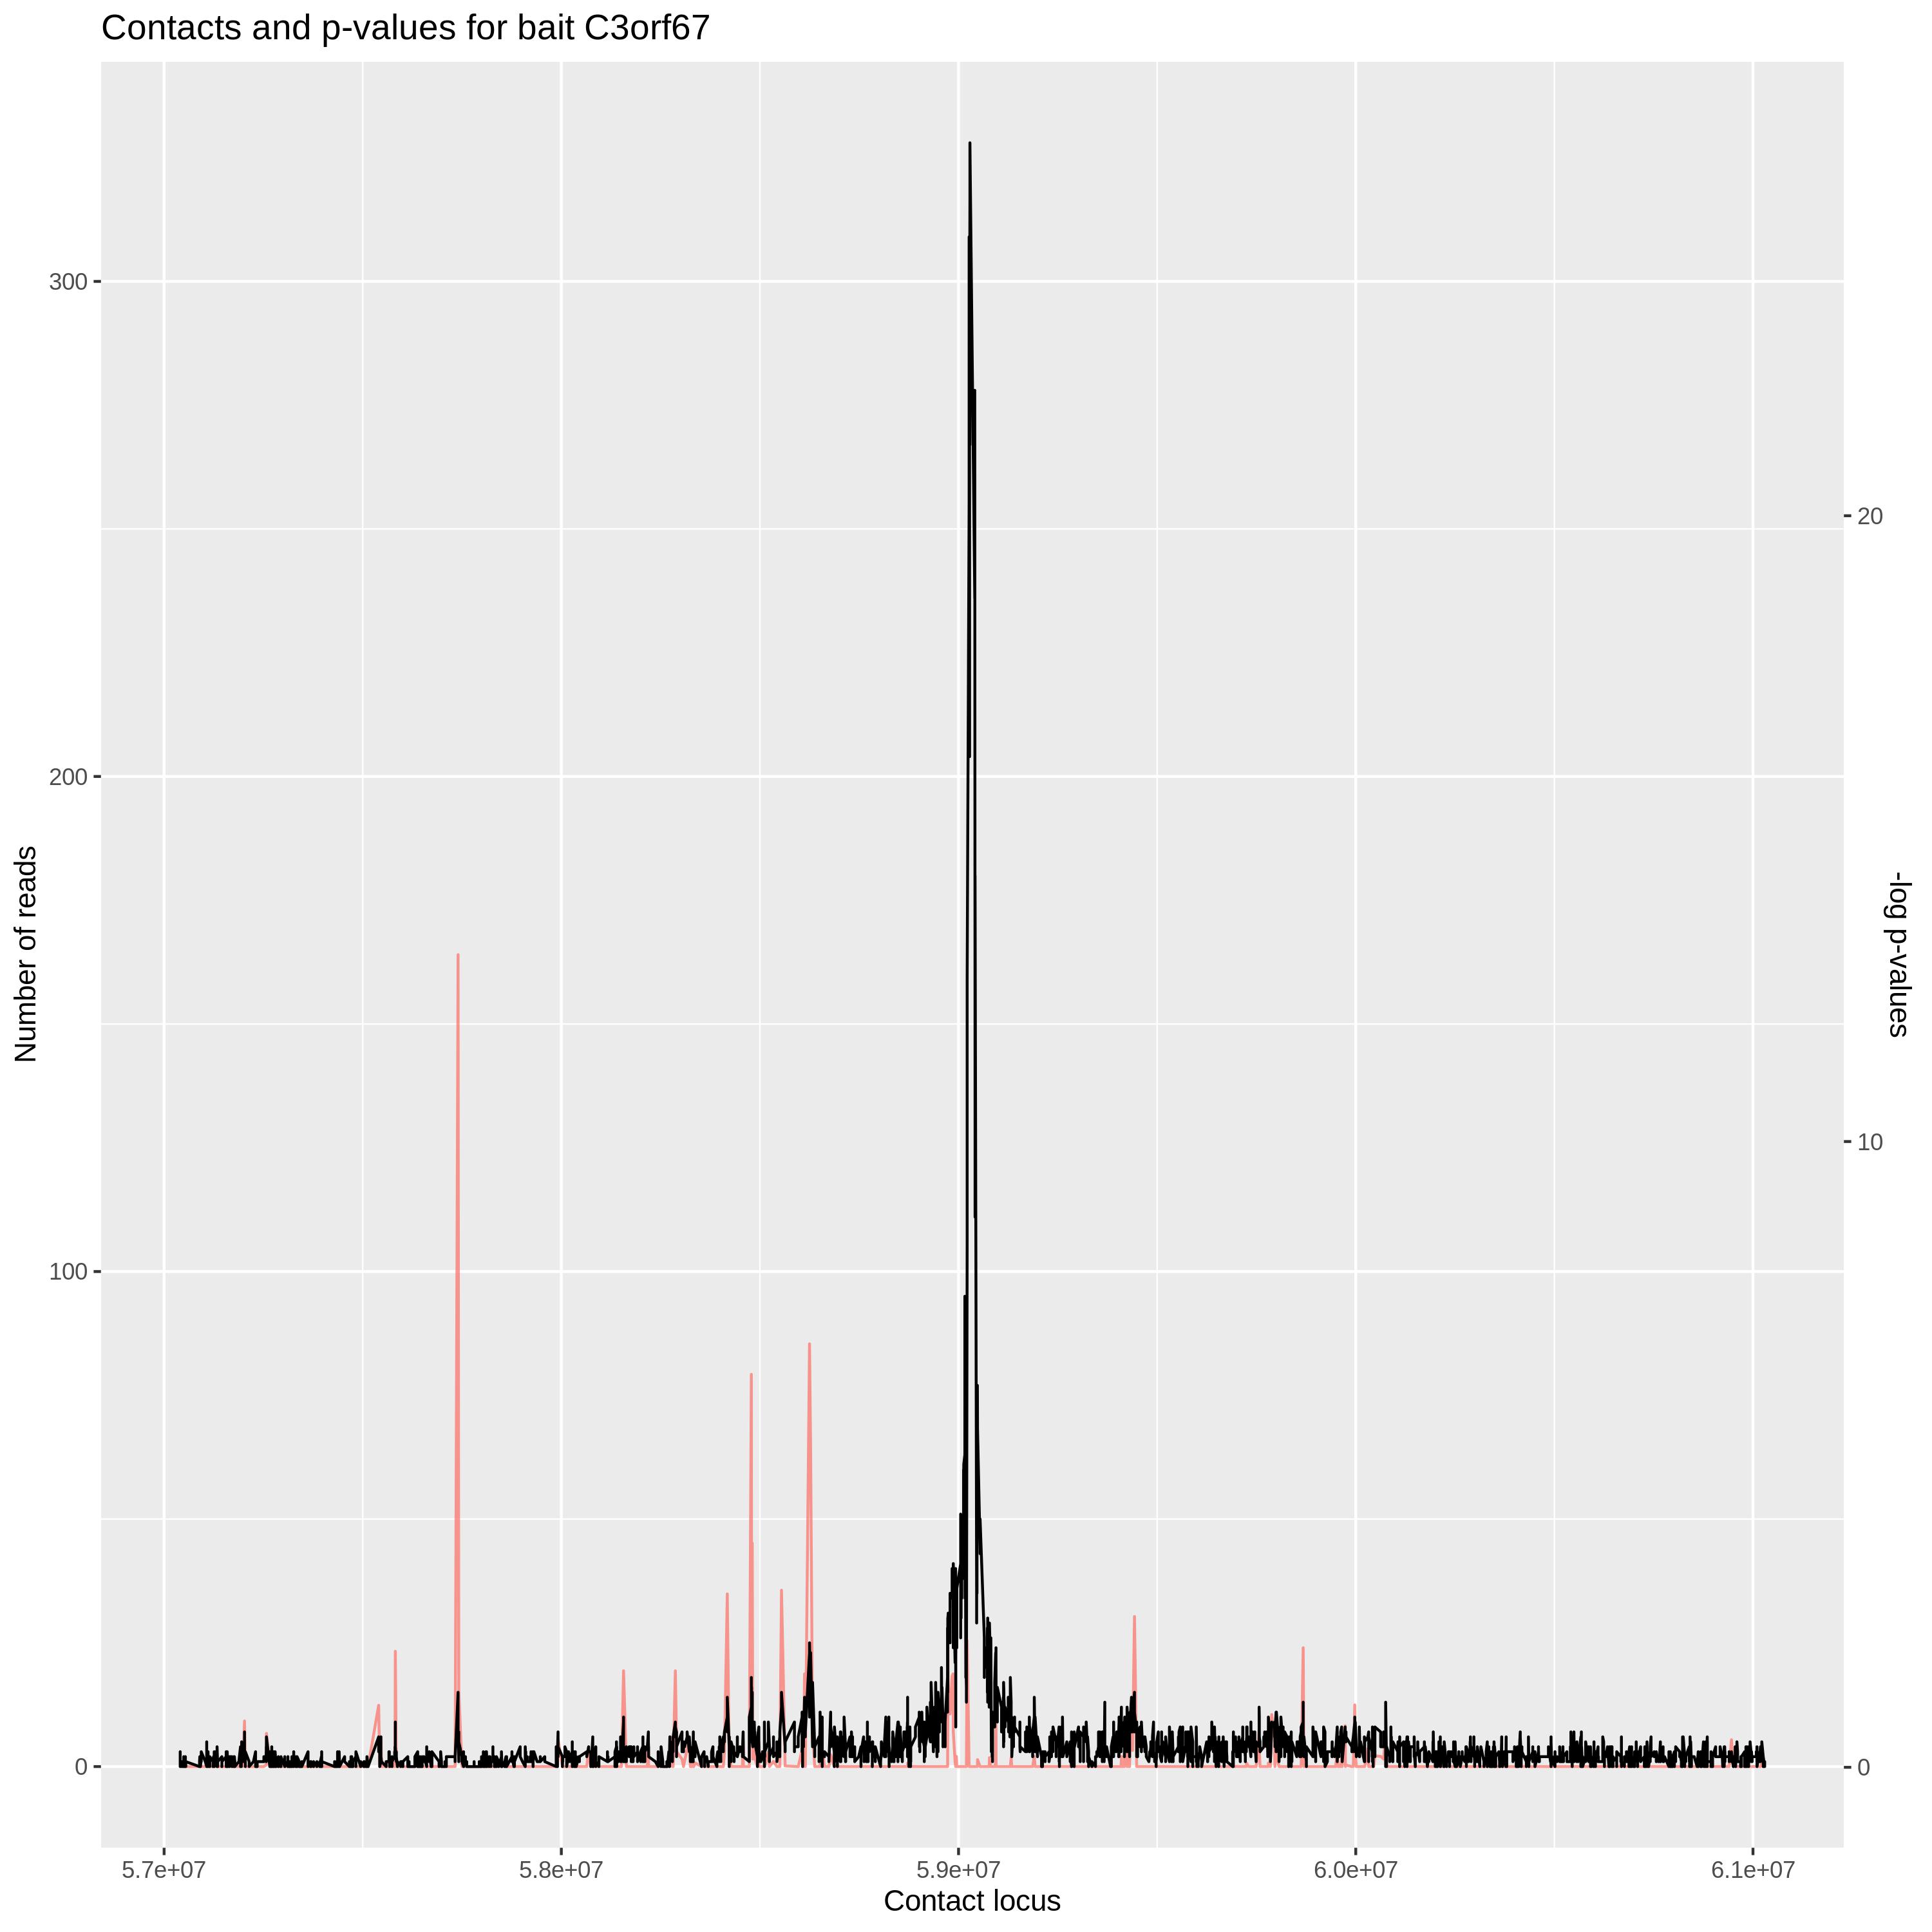 Contacts and p-values for bait C3orf67
300
200
100
0
Number of reads
20
10
0
-log p-values
5.7e+07
5.8e+07
5.9e+07
6.0e+07
6.1e+07
Contact locus